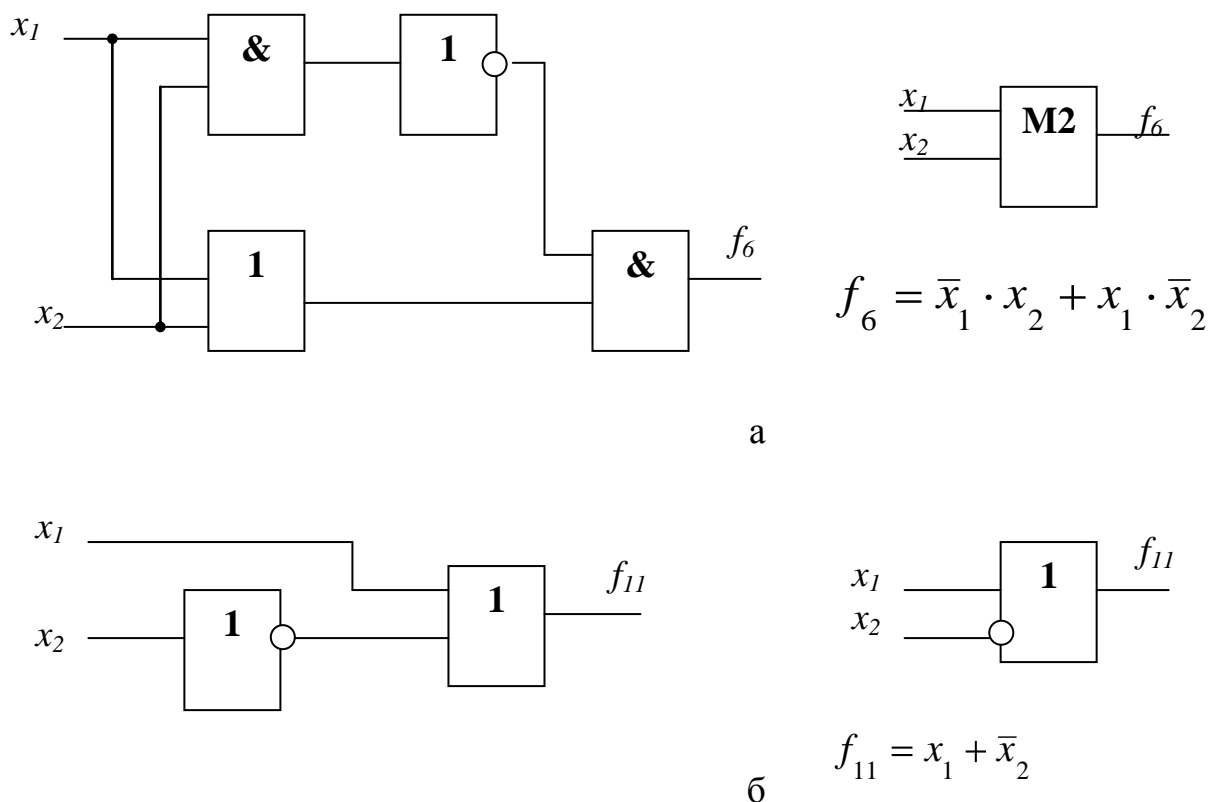 x₁
&
1
x₁
M2
f₆
x₂
1
&
f₆
x₂
f₆ = x̅₁ · x₂ + x₁ · x̅₂
а
x₁
1
f₁₁
x₂
1
x₁
1
f₁₁
x₂
f₁₁ = x₁ + x̅₂
б